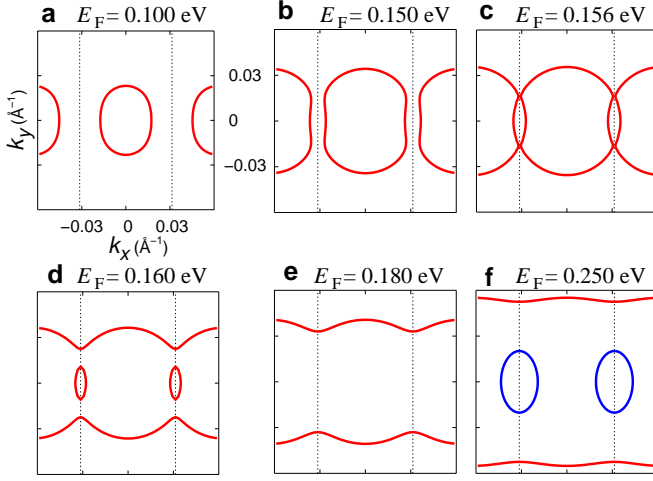 a E_F = 0.100 eV
b E_F = 0.150 eV
c E_F = 0.156 eV
k_y (Å⁻¹)
0.03
0
−0.03
−0.03 0 0.03
k_x (Å⁻¹)
d E_F = 0.160 eV
e E_F = 0.180 eV
f E_F = 0.250 eV